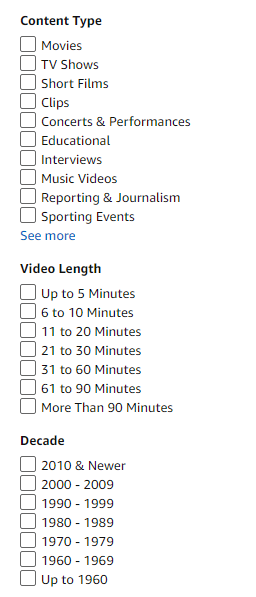 Content Type
Movies
TV Shows
Short Films
Clips
Concerts & Performances
Educational
Interviews
Music Videos
Reporting & Journalism
Sporting Events
See more
Video Length
Up to 5 Minutes
6 to 10 Minutes
11 to 20 Minutes
21 to 30 Minutes
31 to 60 Minutes
61 to 90 Minutes
More Than 90 Minutes
Decade
2010 & Newer
2000 - 2009
1990 - 1999
1980 - 1989
1970 - 1979
1960 - 1969
Up to 1960